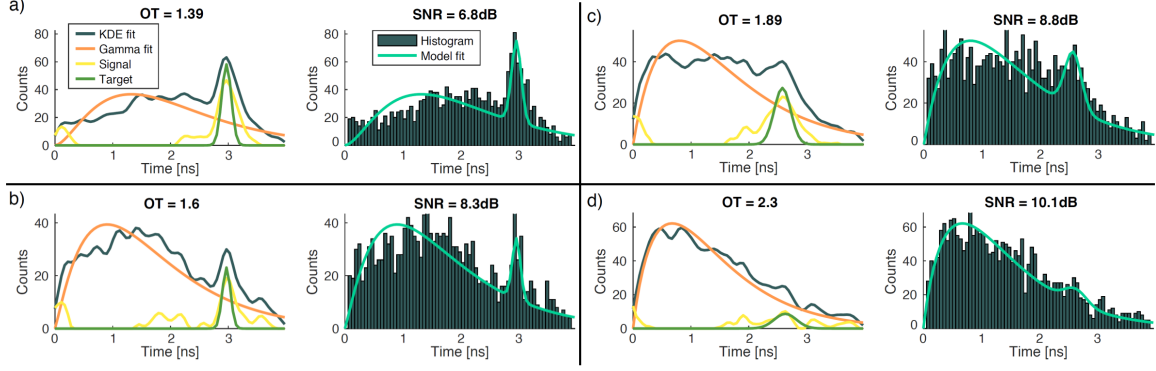 a)
OT = 1.39
80
60
40
20
0
Counts
KDE fit
Gamma fit
Signal
Target
0 1 2 3
Time [ns]
SNR = 6.8dB
80
60
40
20
0
Counts
Histogram
Model fit
0 1 2 3
Time [ns]
c)
OT = 1.89
40
20
0
Counts
0 1 2 3
Time [ns]
SNR = 8.8dB
40
20
0
Counts
0 1 2 3
Time [ns]
b)
OT = 1.6
40
20
0
Counts
0 1 2 3
Time [ns]
SNR = 8.3dB
40
20
0
Counts
0 1 2 3
Time [ns]
d)
OT = 2.3
60
40
20
0
Counts
0 1 2 3
Time [ns]
SNR = 10.1dB
60
40
20
0
Counts
0 1 2 3
Time [ns]